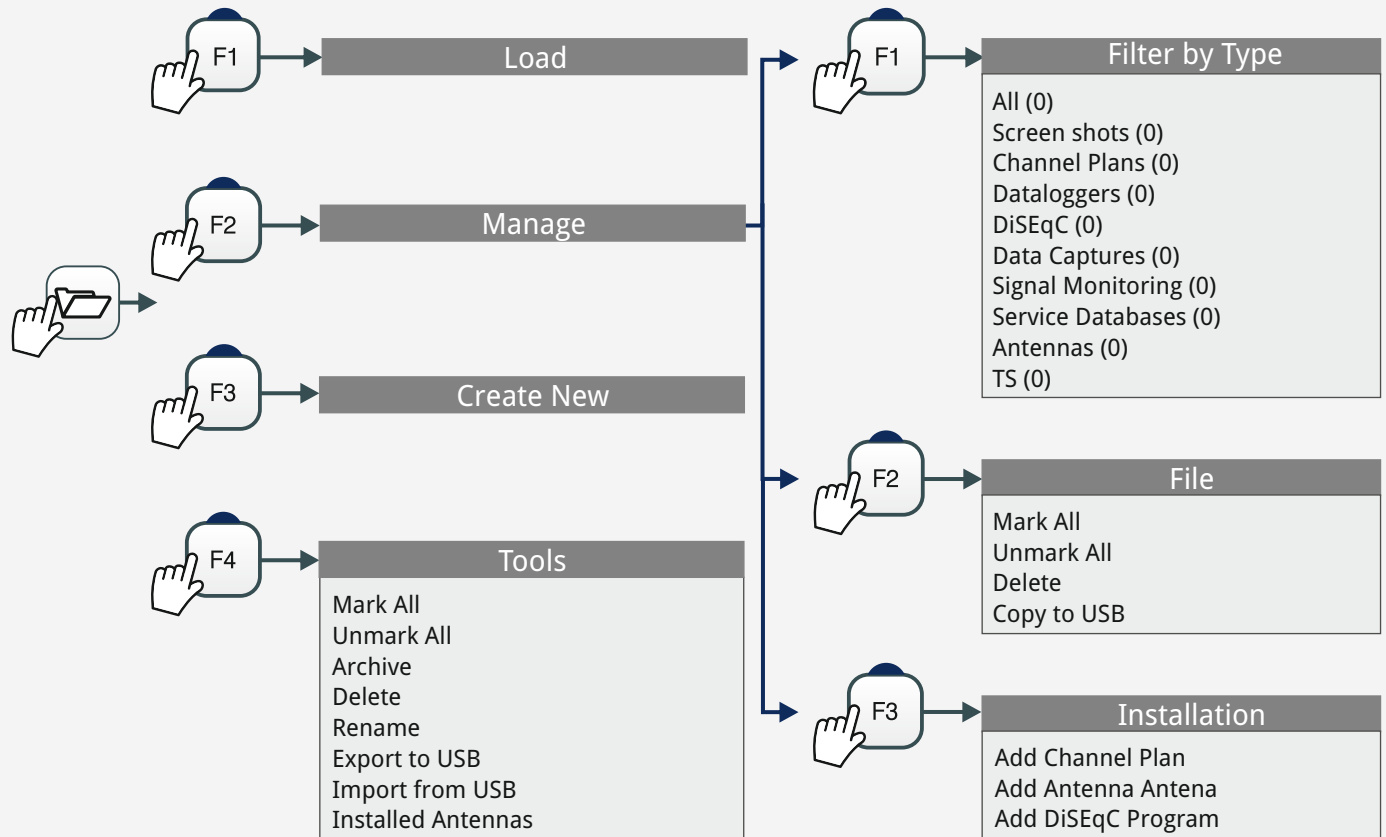 F1
Load
F2
Manage
F3
Create New
F4
Tools
Mark All
Unmark All
Archive
Delete
Rename
Export to USB
Import from USB
Installed Antennas
F1
Filter by Type
All (0)
Screen shots (0)
Channel Plans (0)
Dataloggers (0)
DiSEqC (0)
Data Captures (0)
Signal Monitoring (0)
Service Databases (0)
Antennas (0)
TS (0)
F2
File
Mark All
Unmark All
Delete
Copy to USB
F3
Installation
Add Channel Plan
Add Antenna Antena
Add DiSEqC Program